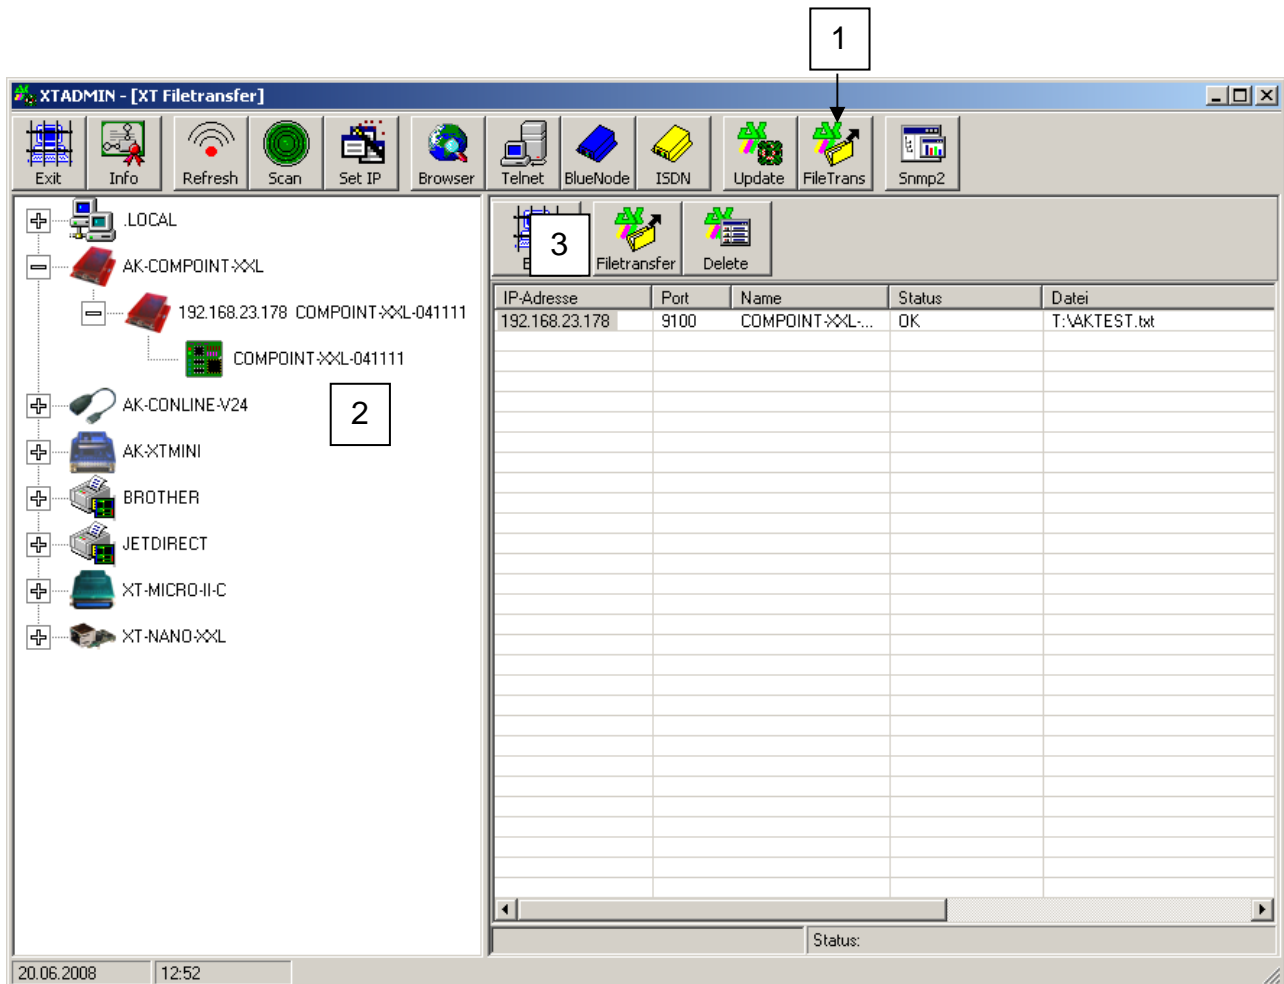 1
XTADMIN - [XT Filetransfer]
Exit Info Refresh Scan Set IP Browser Telnet BlueNode ISDN Update FileTrans Snmp2
.LOCAL
AK-COMPOINT-XXL
192.168.23.178 COMPOINT-XXL-041111
COMPOINT-XXL-041111
2
AK-CONLINE-V24
AK-XTMINI
BROTHER
JETDIRECT
XT-MICRO-II-C
XT-NANO-XXL
3
Filetransfer Delete
IP-Adresse Port Name Status Datei
192.168.23.178 9100 COMPOINT-XXL-... OK T:\AKTEST.txt
Status:
20.06.2008 12:52